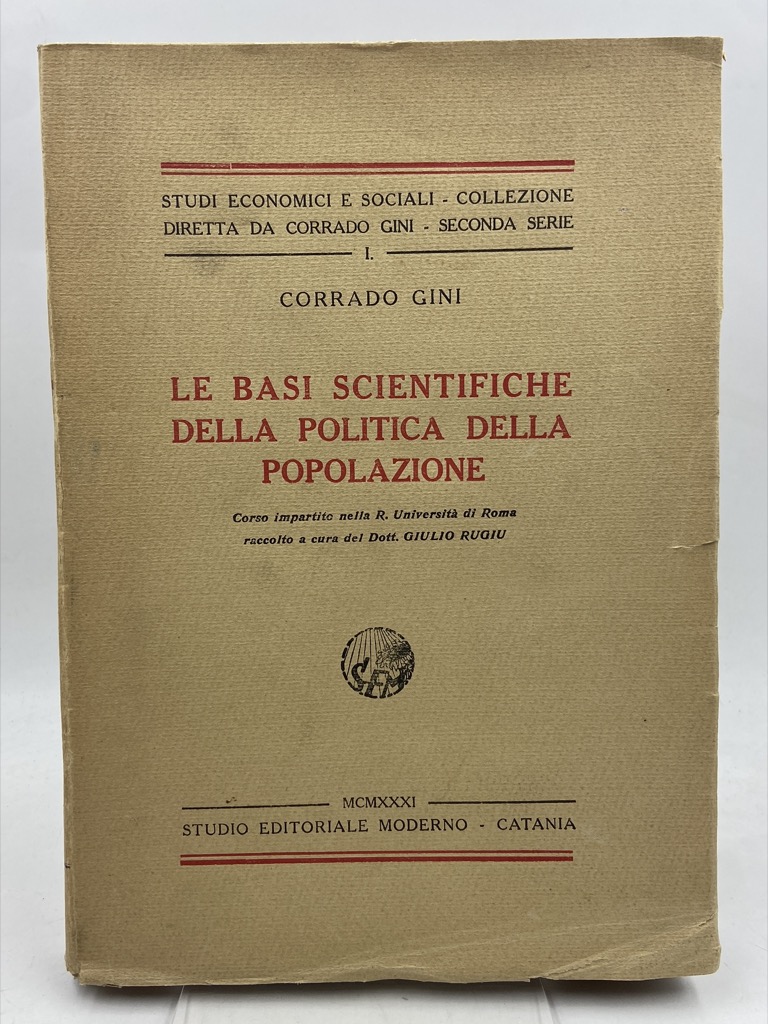 STUDI ECONOMICI E SOCIALI - COLLEZIONE
DIRETTA DA CORRADO GINI - SECONDA SERIE
I.
CORRADO GINI
LE BASI SCIENTIFICHE
DELLA POLITICA DELLA
POPOLAZIONE
Corso impartito nella R. Università di Roma
raccolto a cura del Dott. GIULIO RUGIU
SEM
MCMXXXI
STUDIO EDITORIALE MODERNO - CATANIA